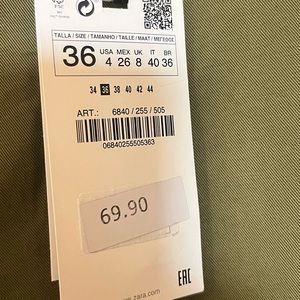 FSC
TALLA / SIZE / TAMANHO / TAILLE / MAAT / ΜΕΓΕΘΟΣ
36 USA MEX UK IT BR
4 26 8 40 36
34 36 38 40 42 44
ART.: 6840 / 255 / 505
06840255505363
69.90
EAC
.zara.com